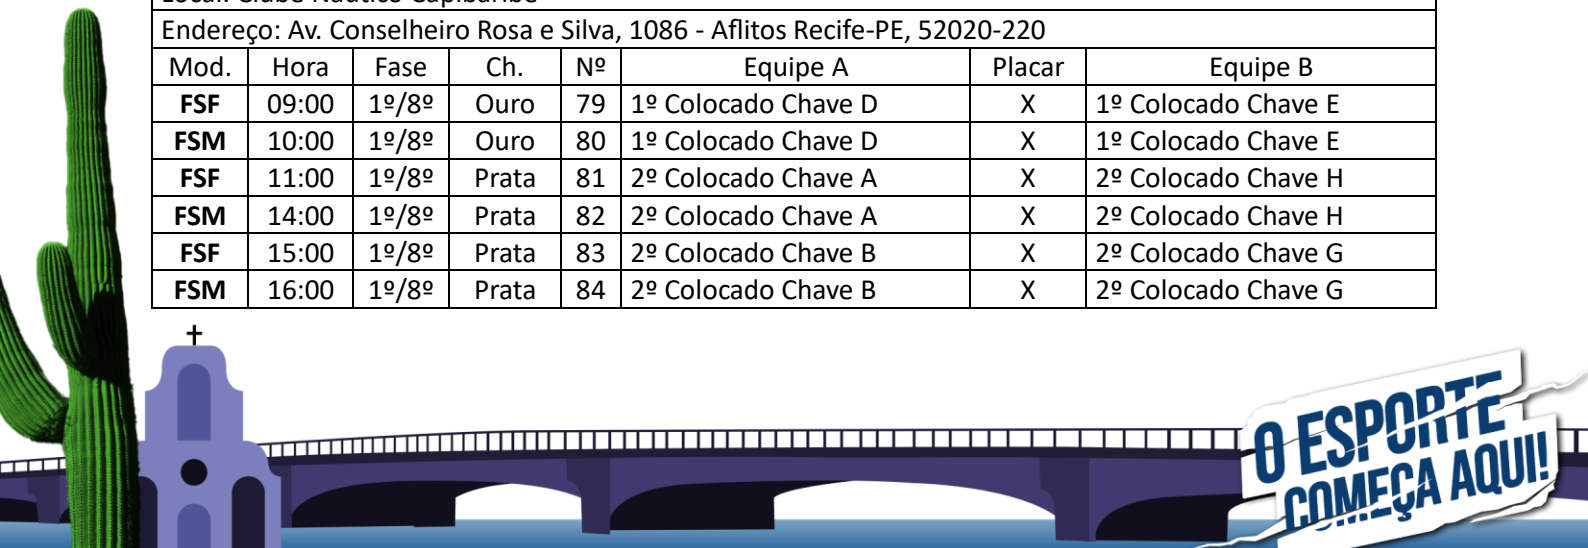 Local: Clube Náutico Capibaribe
Endereço: Av. Conselheiro Rosa e Silva, 1086 - Aflitos Recife-PE, 52020-220
Mod. Hora Fase Ch. Nº Equipe A Placar Equipe B
FSF 09:00 1º/8º Ouro 79 1º Colocado Chave D X 1º Colocado Chave E
FSM 10:00 1º/8º Ouro 80 1º Colocado Chave D X 1º Colocado Chave E
FSF 11:00 1º/8º Prata 81 2º Colocado Chave A X 2º Colocado Chave H
FSM 14:00 1º/8º Prata 82 2º Colocado Chave A X 2º Colocado Chave H
FSF 15:00 1º/8º Prata 83 2º Colocado Chave B X 2º Colocado Chave G
FSM 16:00 1º/8º Prata 84 2º Colocado Chave B X 2º Colocado Chave G
O ESPORTE
COMEÇA AQUI!